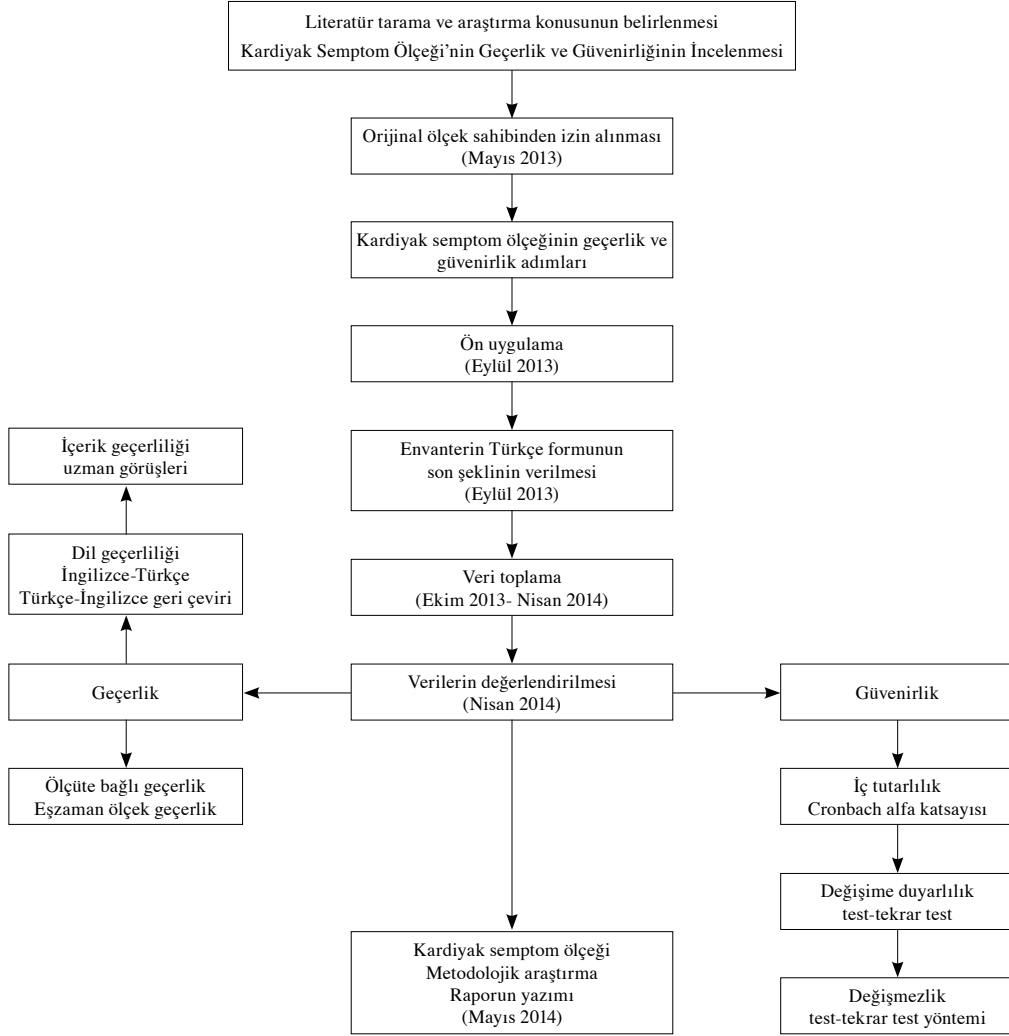 Literatür tarama ve araştırma konusunun belirlenmesi
Kardiyak Semptom Ölçeği’nin Geçerlik ve Güvenirliğinin İncelenmesi
Orijinal ölçek sahibinden izin alınması
(Mayıs 2013)
Kardiyak semptom ölçeğinin geçerlik ve
güvenirlik adımları
Ön uygulama
(Eylül 2013)
Envanterin Türkçe formunun
son şeklinin verilmesi
(Eylül 2013)
Veri toplama
(Ekim 2013- Nisan 2014)
Verilerin değerlendirilmesi
(Nisan 2014)
Geçerlik
Dil geçerliliği
İngilizce-Türkçe
Türkçe-İngilizce geri çeviri
İçerik geçerliliği
uzman görüşleri
Ölçüte bağlı geçerlik
Eşzaman ölçek geçerlik
Güvenirlik
İç tutarlılık
Cronbach alfa katsayısı
Değişime duyarlılık
test-tekrar test
Değişmezlik
test-tekrar test yöntemi
Kardiyak semptom ölçeği
Metodolojik araştırma
Raporun yazımı
(Mayıs 2014)